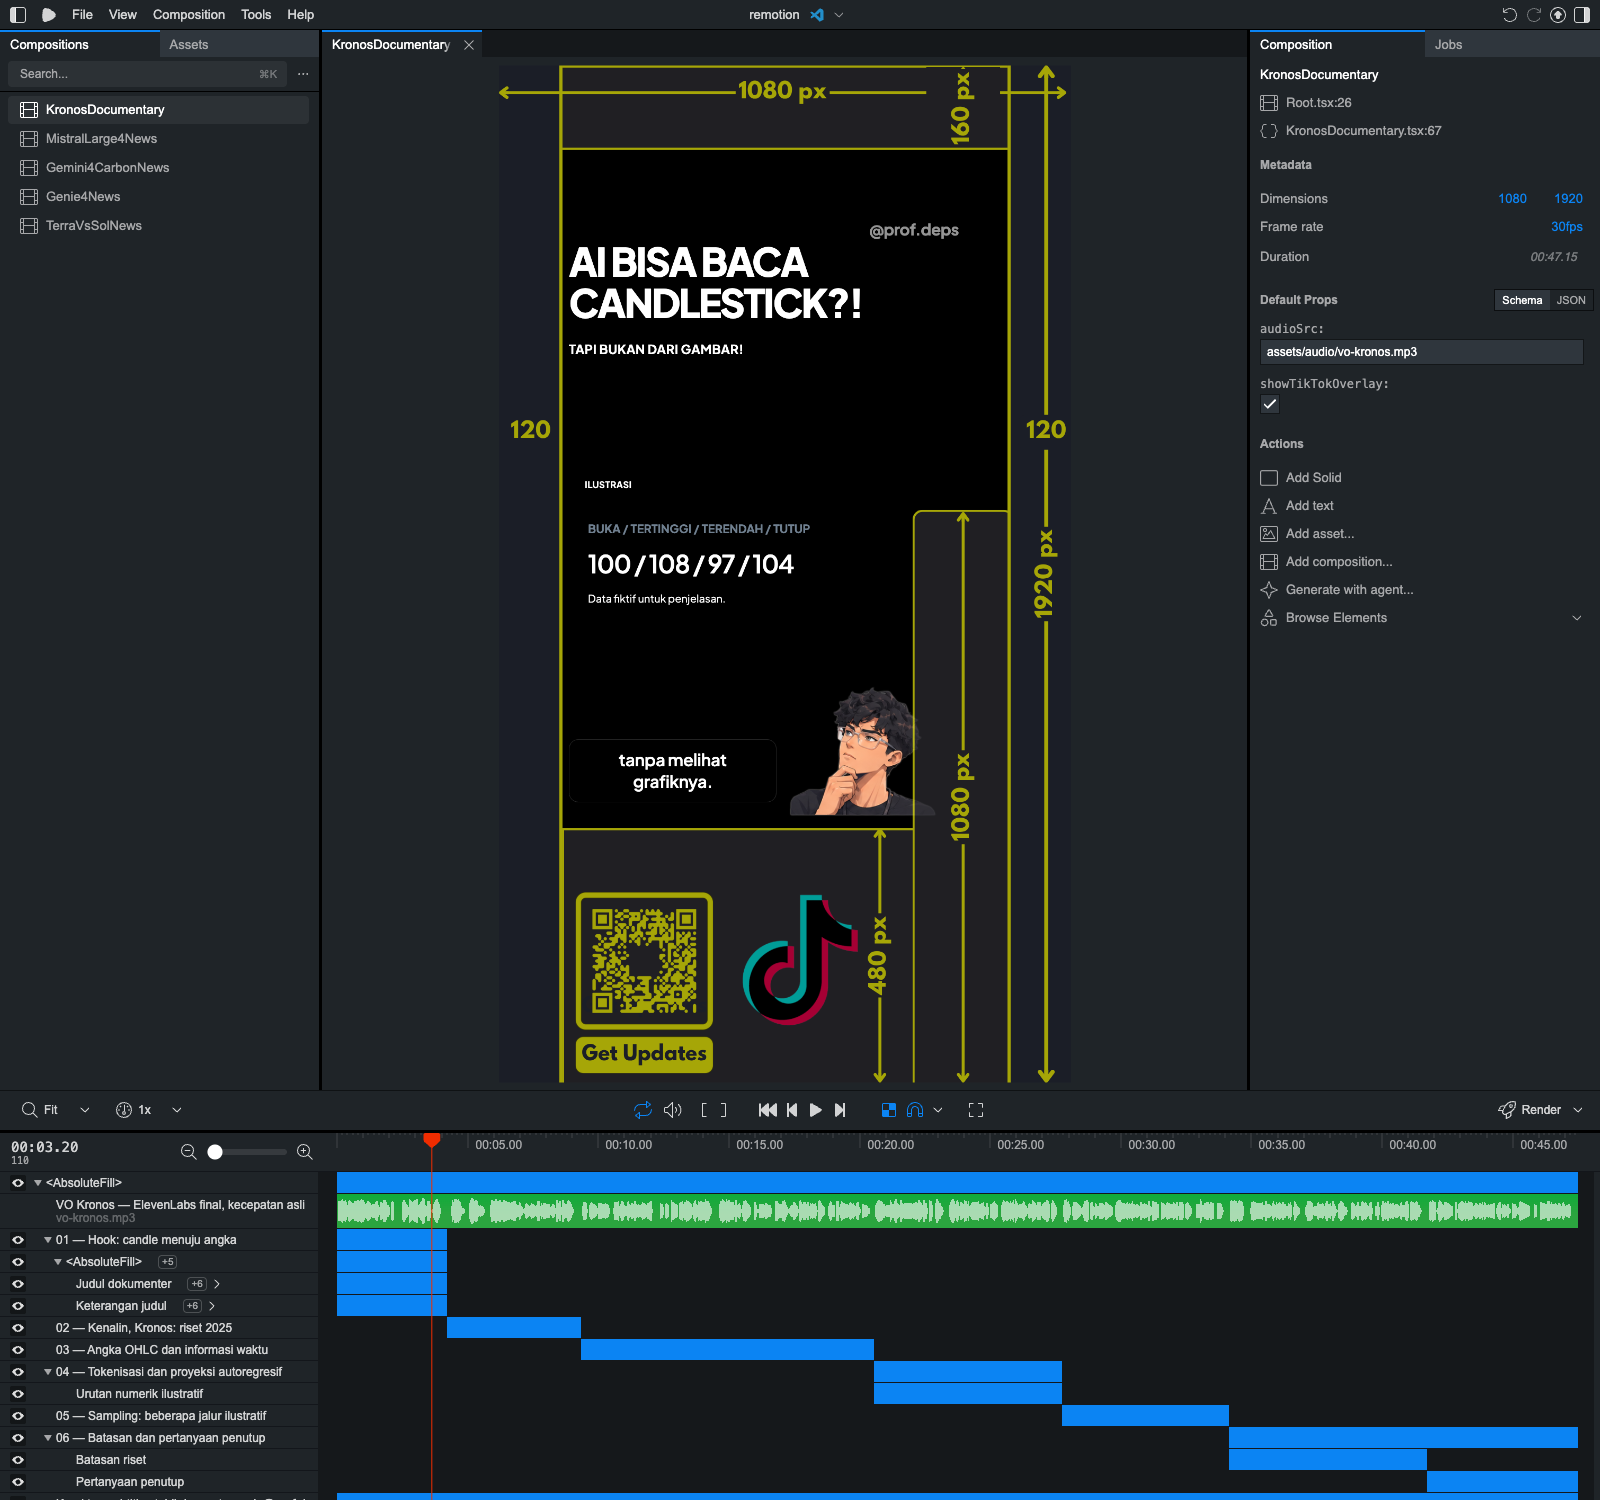 File View Composition Tools Help
remotion
Compositions Assets
Search... ⌘K ...
KronosDocumentary
MistralLarge4News
Gemini4CarbonNews
Genie4News
TerraVsSolNews
KronosDocumentary
1080 px
160 px
@prof.deps
AI BISA BACA
CANDLESTICK?!
TAPI BUKAN DARI GAMBAR!
120
120
ILUSTRASI
BUKA / TERTINGGI / TERENDAH / TUTUP
100 / 108 / 97 / 104
Data fiktif untuk penjelasan.
1920 px
tanpa melihat
grafiknya.
1080 px
480 px
Get Updates
Composition Jobs
KronosDocumentary
Root.tsx:26
KronosDocumentary.tsx:67
Metadata
Dimensions 1080 1920
Frame rate 30fps
Duration 00:47.15
Default Props Schema JSON
audioSrc:
assets/audio/vo-kronos.mp3
showTikTokOverlay:
Actions
Add Solid
Add text
Add asset...
Add composition...
Generate with agent...
Browse Elements
Fit 1x Render
00:03.20
110
00:05.00 00:10.00 00:15.00 00:20.00 00:25.00 00:30.00 00:35.00 00:40.00 00:45.00
<AbsoluteFill>
VO Kronos — ElevenLabs final, kecepatan asli
vo-kronos.mp3
01 — Hook: candle menuju angka
<AbsoluteFill> +5
Judul dokumenter +6
Keterangan judul +6
02 — Kenalin, Kronos: riset 2025
03 — Angka OHLC dan informasi waktu
04 — Tokenisasi dan proyeksi autoregresif
Urutan numerik ilustratif
05 — Sampling: beberapa jalur ilustratif
06 — Batasan dan pertanyaan penutup
Batasan riset
Pertanyaan penutup